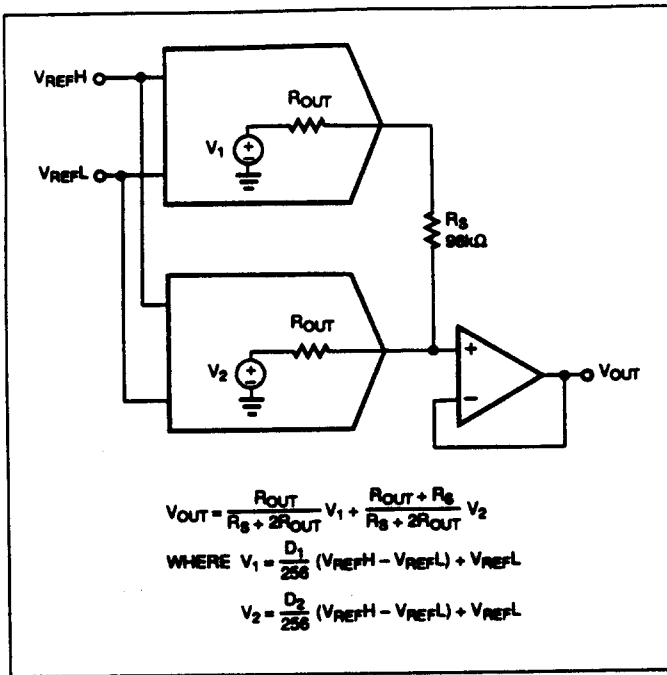 VREFH
VREFL
ROUT
V1
+
−
RS
98kΩ
ROUT
V2
+
−
+
−
VOUT
VOUT = ROUT / (RS + 2ROUT) V1 + (ROUT + RS) / (RS + 2ROUT) V2
WHERE V1 = D1 / 256 (VREFH − VREFL) + VREFL
V2 = D2 / 256 (VREFH − VREFL) + VREFL